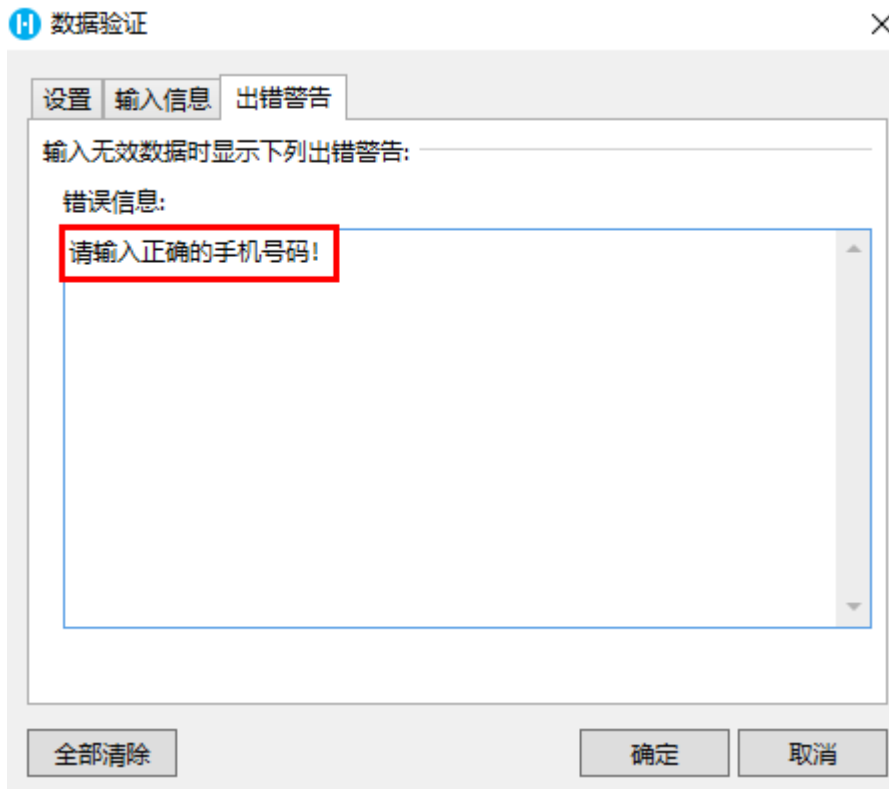 数据验证
设置 输入信息 出错警告
输入无效数据时显示下列出错警告:
错误信息:
请输入正确的手机号码!
全部清除 确定 取消